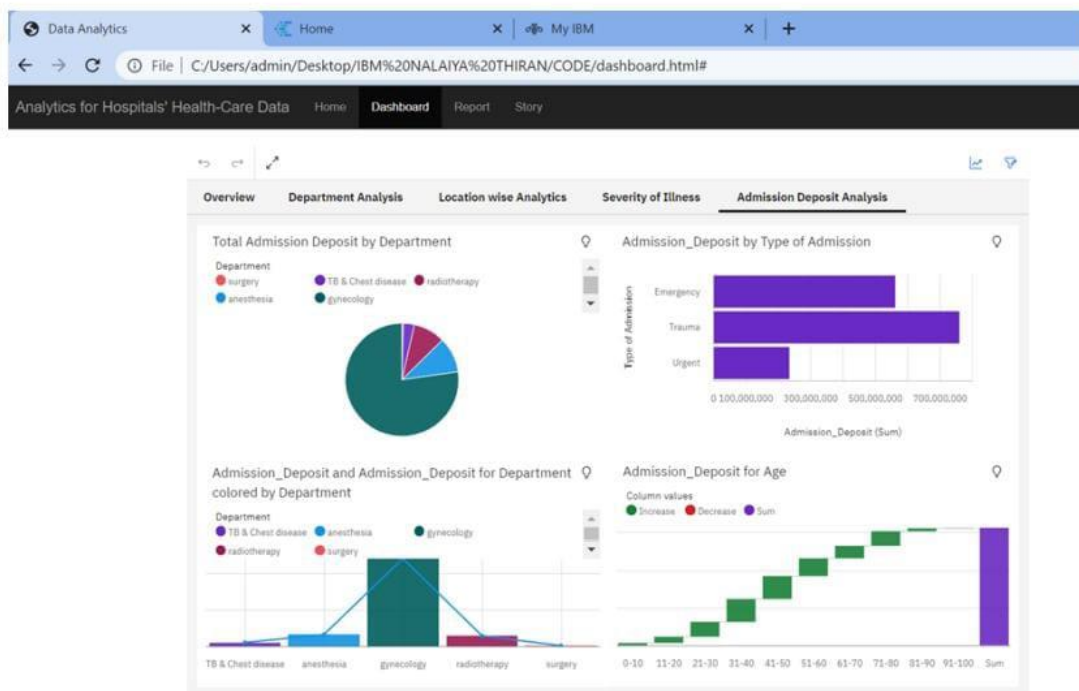 Data Analytics
Home
My IBM
File | C:/Users/admin/Desktop/IBM%20NALAIYA%20THIRAN/CODE/dashboard.html#
Analytics for Hospitals' Health-Care Data Home Dashboard Report Story
Overview Department Analysis Location wise Analytics Severity of Illness Admission Deposit Analysis
Total Admission Deposit by Department
Department
surgery TB & Chest disease radiotherapy
anesthesia gynecology
Admission_Deposit by Type of Admission
Type of Admission
Emergency
Trauma
Urgent
0 100,000,000 300,000,000 500,000,000 700,000,000
Admission_Deposit (Sum)
Admission_Deposit and Admission_Deposit for Department
colored by Department
Department
TB & Chest disease anesthesia gynecology
radiotherapy surgery
TB & Chest disease anesthesia gynecology radiotherapy surgery
Admission_Deposit for Age
Column values
Increase Decrease Sum
0-10 11-20 21-30 31-40 41-50 51-60 61-70 71-80 81-90 91-100 Sum